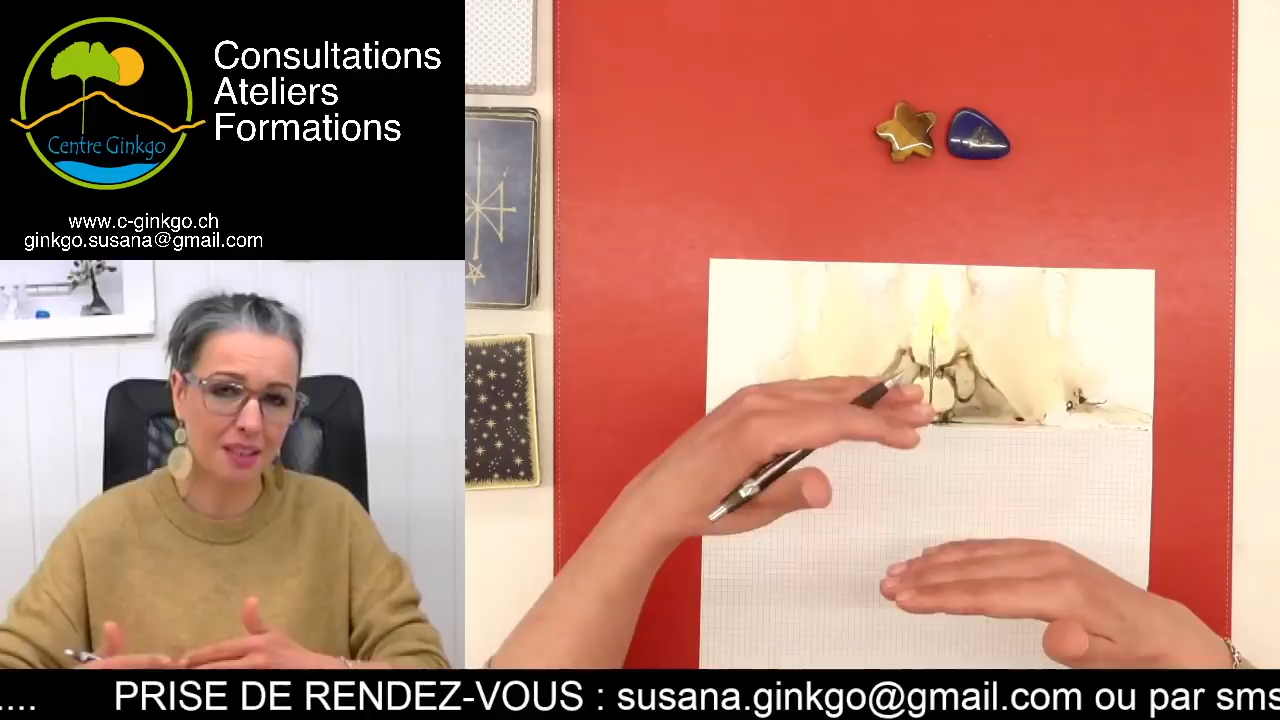 Consultations
Ateliers
Formations
Centre Ginkgo
www.c-ginkgo.ch
ginkgo.susana@gmail.com
.... PRISE DE RENDEZ-VOUS : susana.ginkgo@gmail.com ou par sms